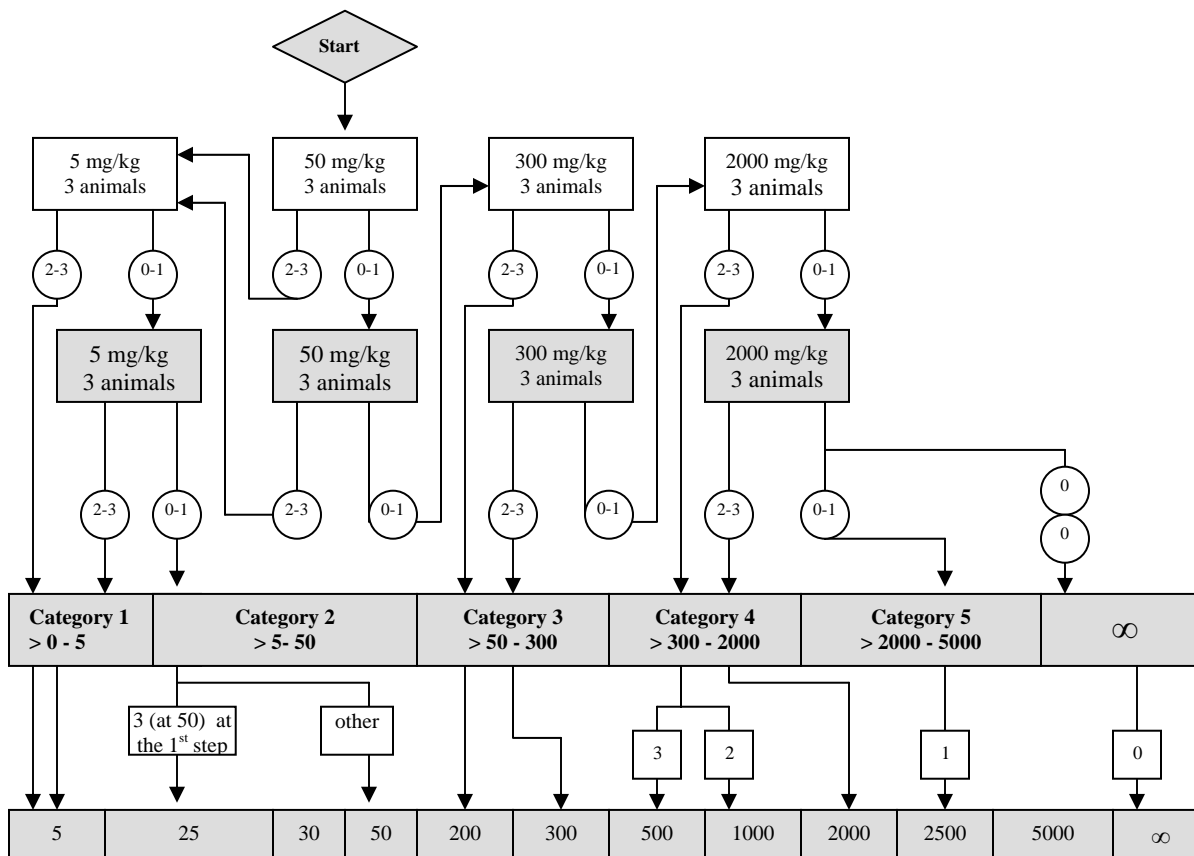 Start
5 mg/kg
3 animals
50 mg/kg
3 animals
300 mg/kg
3 animals
2000 mg/kg
3 animals
2-3
0-1
2-3
0-1
2-3
0-1
2-3
0-1
5 mg/kg
3 animals
50 mg/kg
3 animals
300 mg/kg
3 animals
2000 mg/kg
3 animals
2-3
0-1
2-3
0-1
2-3
0-1
2-3
0-1
0
0
Category 1
> 0 - 5
Category 2
> 5- 50
Category 3
> 50 - 300
Category 4
> 300 - 2000
Category 5
> 2000 - 5000
∞
3 (at 50) at
the 1st step
other
3
2
1
0
5
25
30
50
200
300
500
1000
2000
2500
5000
∞